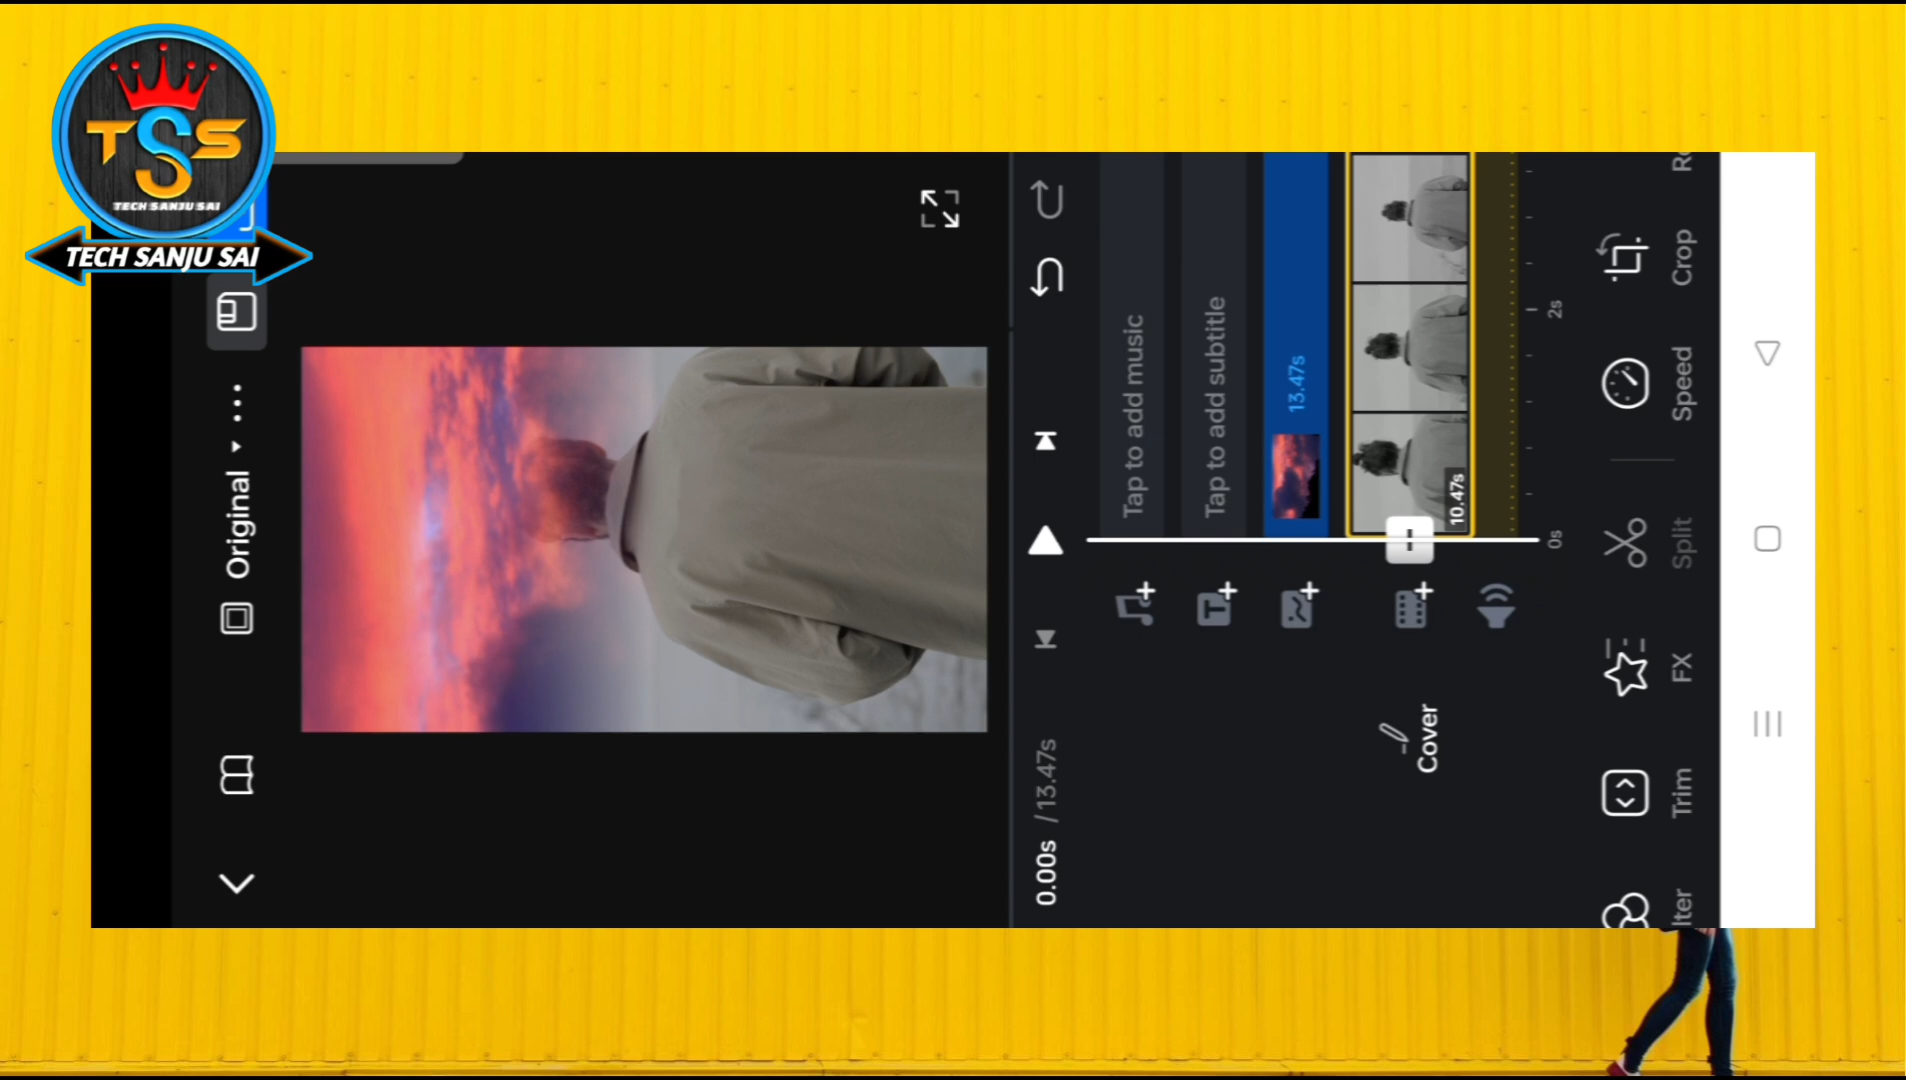 TSS
TECH SANJU SAI
TECH SANJU SAI
Original
0.00s / 13.47s
Tap to add music
Tap to add subtitle
13.47s
10.47s
0s
2s
Cover
Trim
FX
Split
Speed
Crop